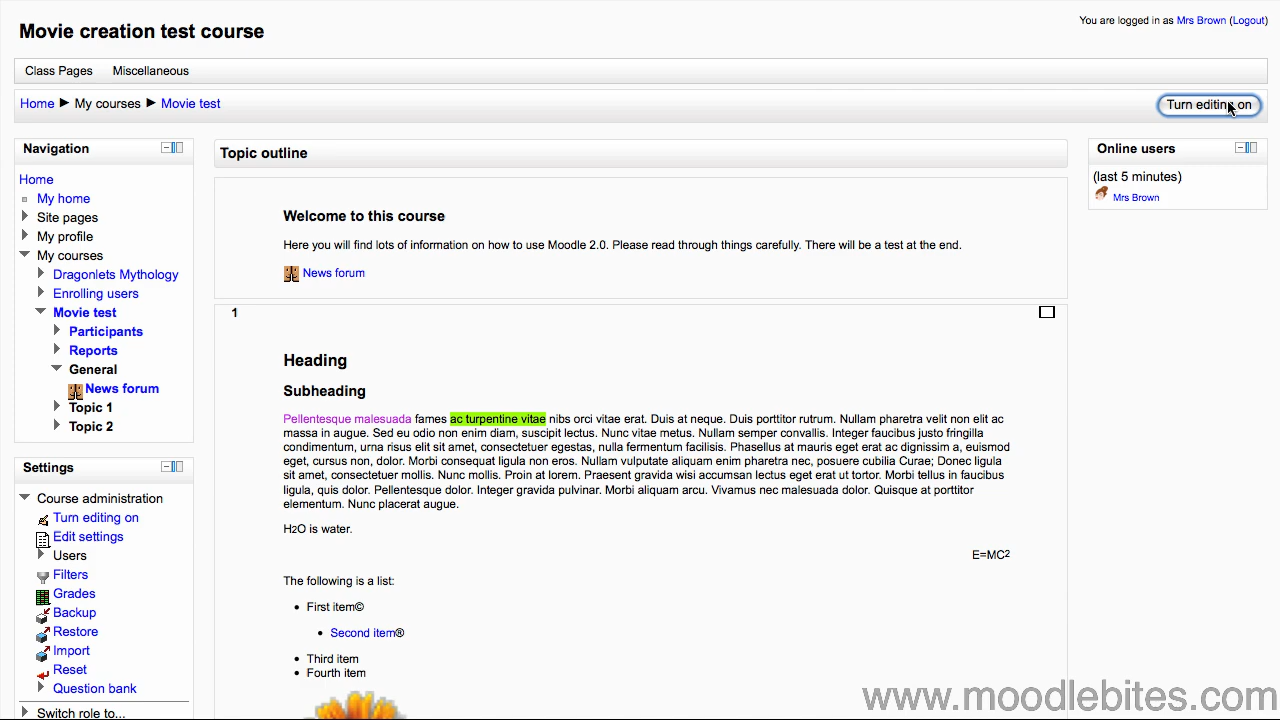 Movie creation test course
You are logged in as Mrs Brown (Logout)
Class Pages Miscellaneous
Home ► My courses ► Movie test
Turn editing on
Navigation
Home
My home
Site pages
My profile
My courses
Dragonlets Mythology
Enrolling users
Movie test
Participants
Reports
General
News forum
Topic 1
Topic 2
Settings
Course administration
Turn editing on
Edit settings
Users
Filters
Grades
Backup
Restore
Import
Reset
Question bank
Switch role to...
Topic outline
Welcome to this course
Here you will find lots of information on how to use Moodle 2.0. Please read through things carefully. There will be a test at the end.
News forum
1
Heading
Subheading
Pellentesque malesuada fames ac turpentine vitae nibs orci vitae erat. Duis at neque. Duis porttitor rutrum. Nullam pharetra velit non elit ac
massa in augue. Sed eu odio non enim diam, suscipit lectus. Nunc vitae metus. Nullam semper convallis. Integer faucibus justo fringilla
condimentum, urna risus elit sit amet, consectetuer egestas, nulla fermentum facilisis. Phasellus at mauris eget erat ac dignissim a, euismod
eget, cursus non, dolor. Morbi consequat ligula non eros. Nullam vulputate aliquam enim pharetra nec, posuere cubilia Curae; Donec ligula
sit amet, consectetuer mollis. Nunc mollis. Proin at lorem. Praesent gravida wisi accumsan lectus eget erat ut tortor. Morbi tellus in faucibus
ligula, quis dolor. Pellentesque dolor. Integer gravida pulvinar. Morbi aliquam arcu. Vivamus nec malesuada dolor. Quisque at porttitor
elementum. Nunc placerat augue.
H2O is water.
E=MC2
The following is a list:
• First item©
• Second item®
• Third item
• Fourth item
Online users
(last 5 minutes)
Mrs Brown
www.moodlebites.com